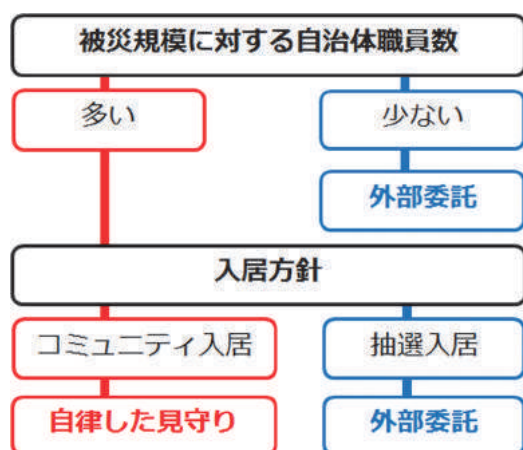 被災規模に対する自治体職員数
多い
少ない
外部委託
入居方針
コミュニティ入居
抽選入居
自律した見守り
外部委託